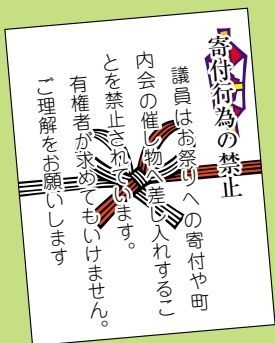 寄付行為の禁止
議員はお祭りへの寄付や町
内会の催し物へ差し入れするこ
とを禁止されています。
有権者が求めてもいけません。
ご理解をお願いします